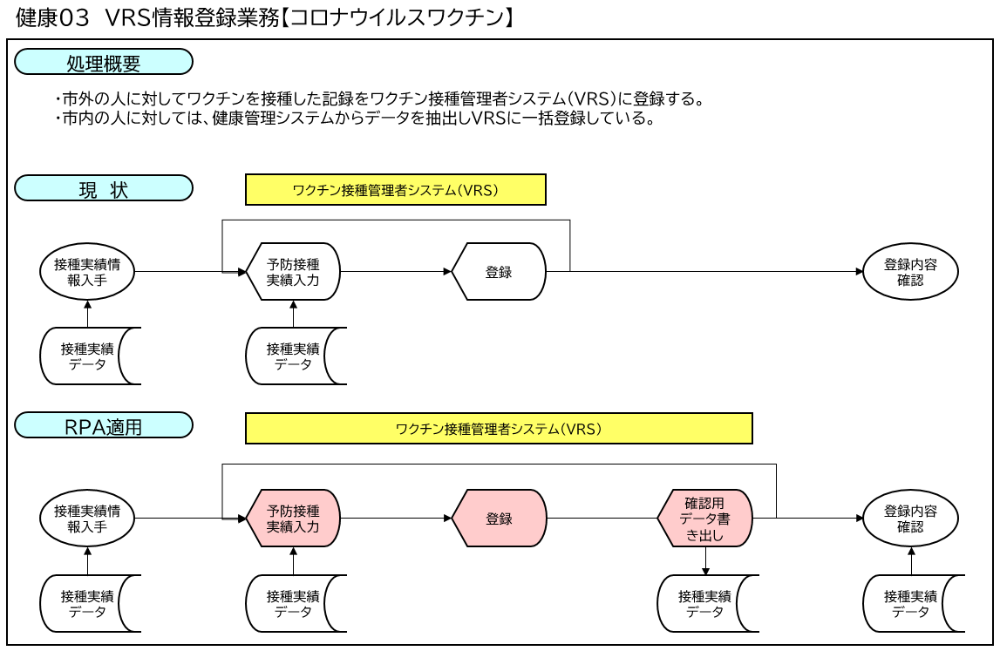 健康03　VRS情報登録業務【コロナウイルスワクチン】
処理概要
・市外の人に対してワクチンを接種した記録をワクチン接種管理者システム（VRS）に登録する。
・市内の人に対しては、健康管理システムからデータを抽出しVRSに一括登録している。
現　状
ワクチン接種管理者システム（VRS）
接種実績情
報入手
予防接種
実績入力
登録
登録内容
確認
接種実績
データ
接種実績
データ
RPA適用
ワクチン接種管理者システム（VRS）
接種実績情
報入手
予防接種
実績入力
登録
確認用
データ書
き出し
登録内容
確認
接種実績
データ
接種実績
データ
接種実績
データ
接種実績
データ